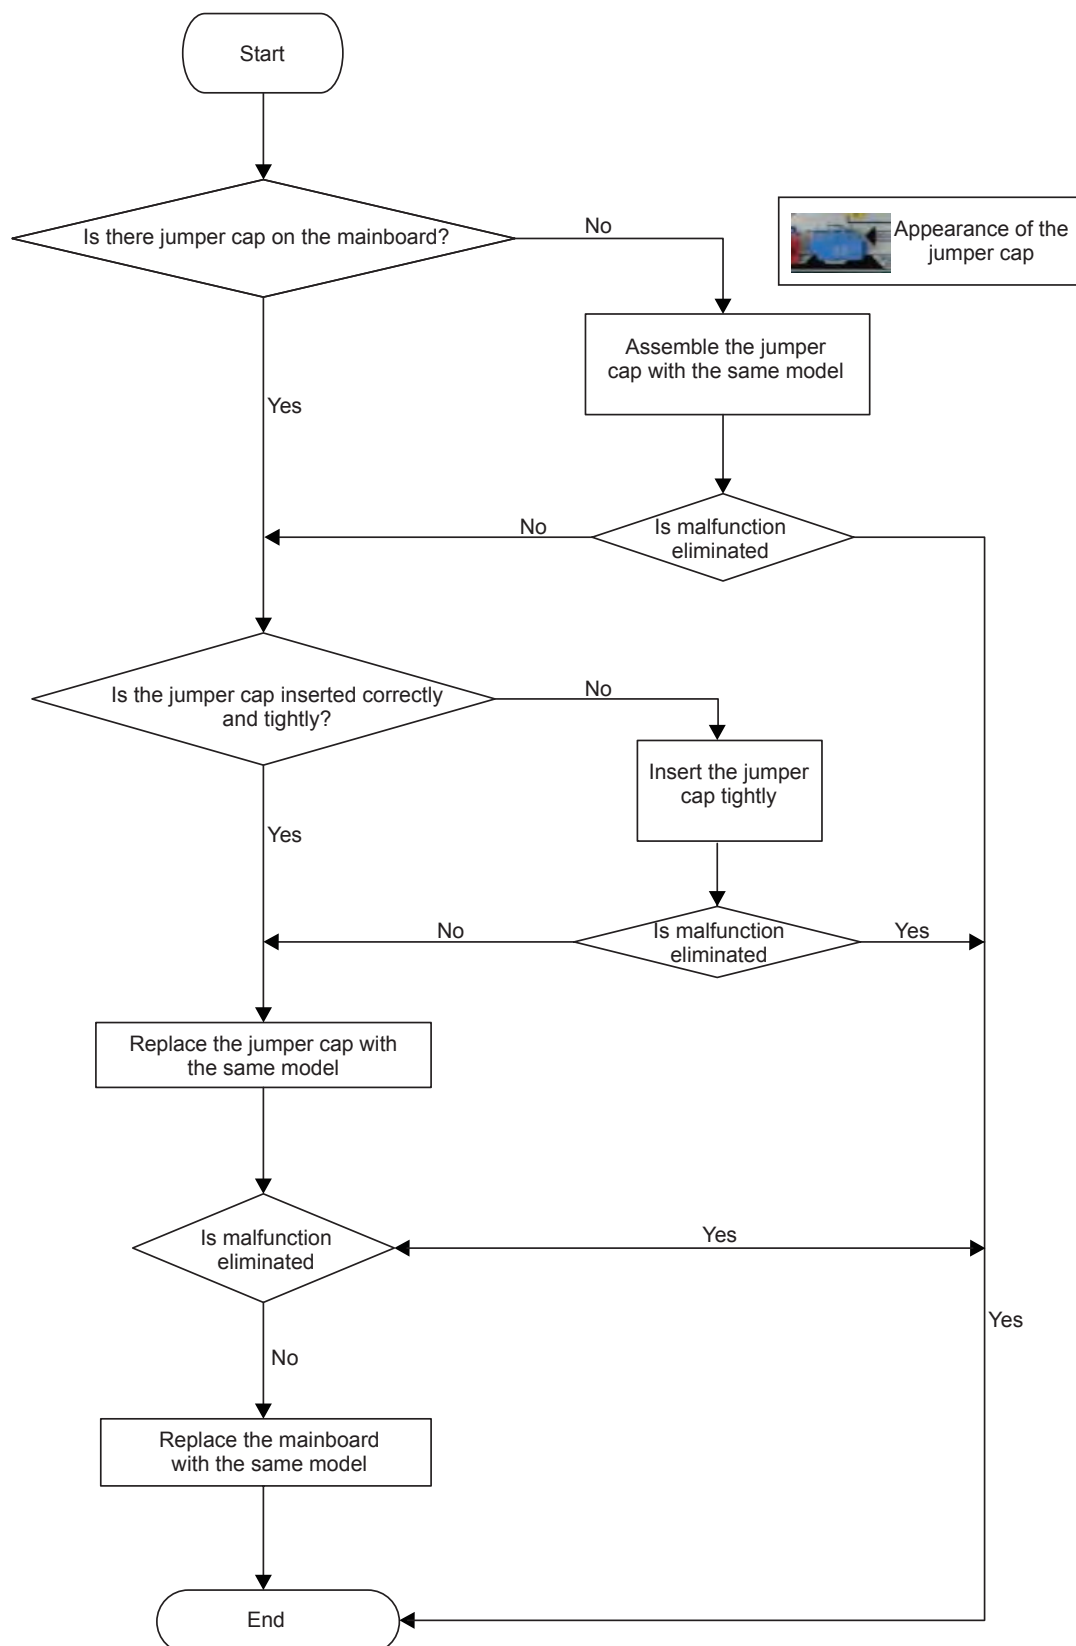 Start
Is there jumper cap on the mainboard?
No
Appearance of the
jumper cap
Assemble the jumper
cap with the same model
Yes
No
Is malfunction
eliminated
Is the jumper cap inserted correctly
and tightly?
No
Insert the jumper
cap tightly
Yes
No
Is malfunction
eliminated
Yes
Replace the jumper cap with
the same model
Is malfunction
eliminated
Yes
Yes
No
Replace the mainboard
with the same model
End